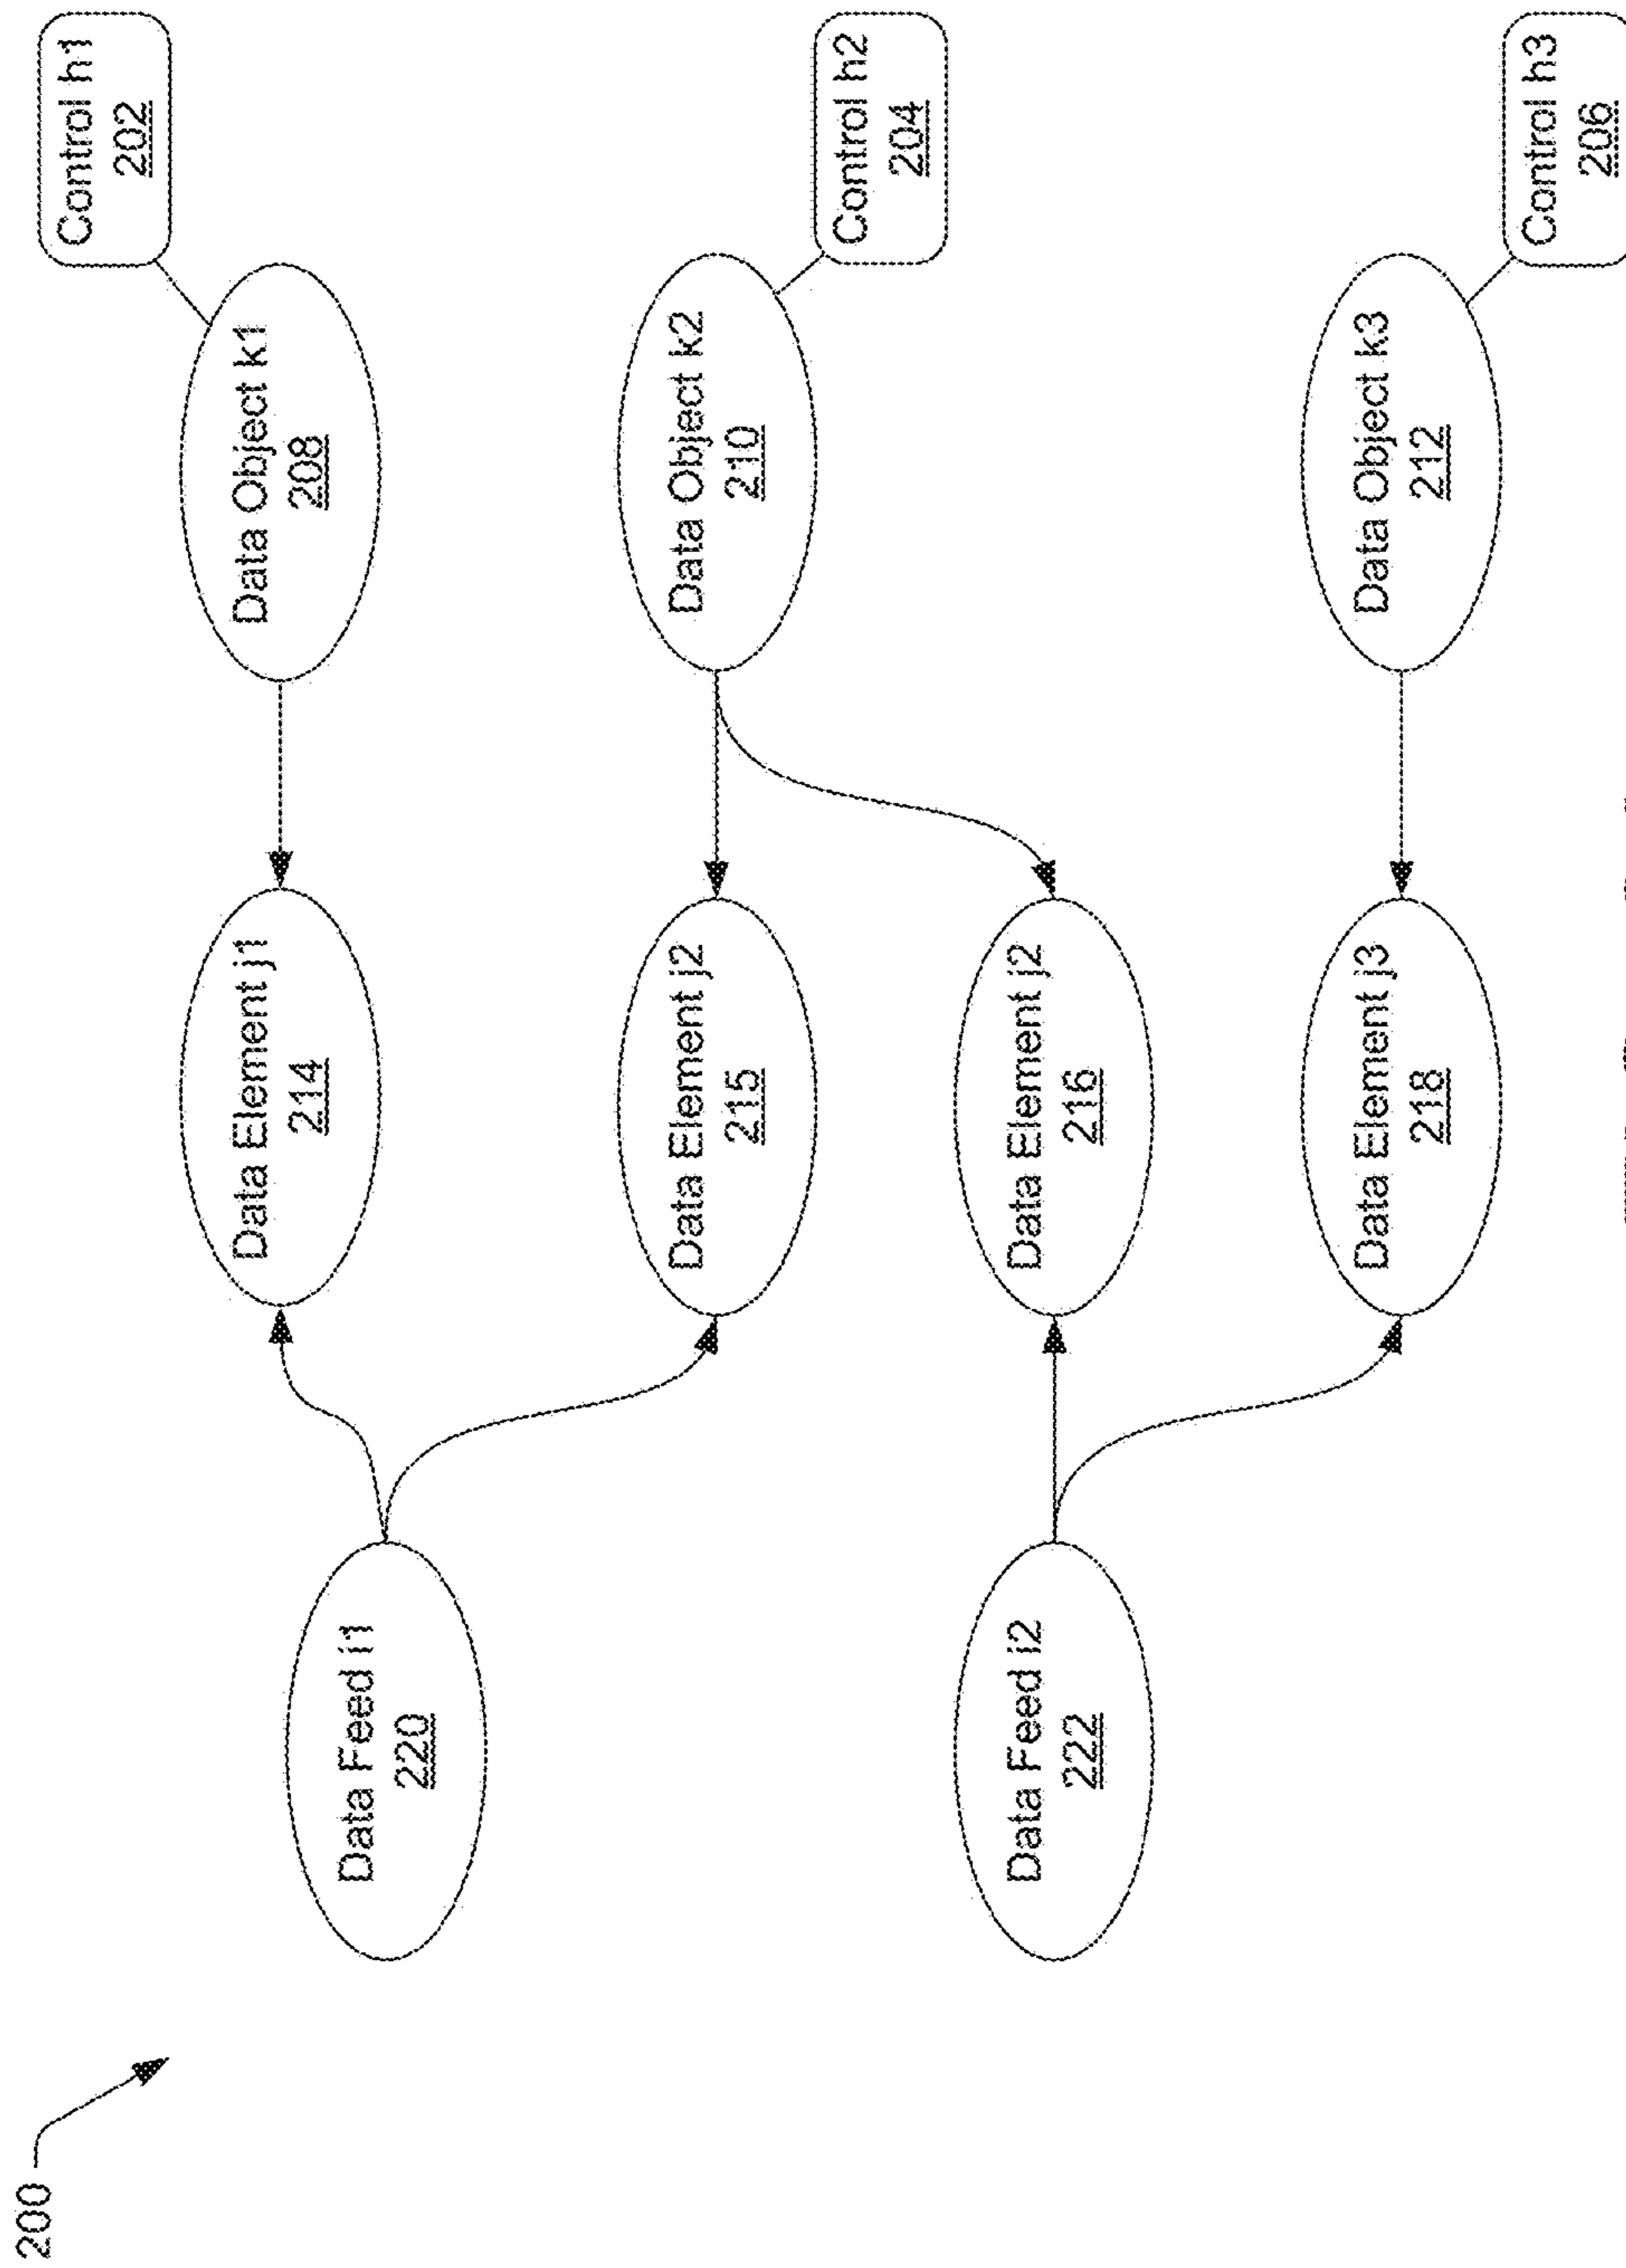 200
Control h1
202
Data Element j1
214
Data Object k1
208
Data Feed i1
220
Data Element j2
215
Data Object k2
210
Control h2
204
Data Feed i2
222
Data Element j2
216
Data Element j3
218
Data Object k3
212
Control h3
206